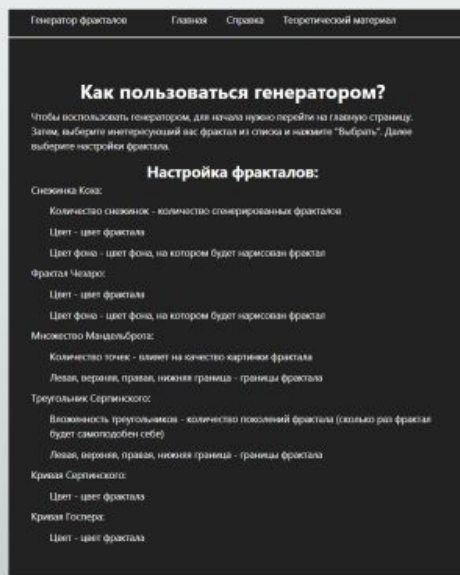 Генератор фракталов Главная Справка Теоретический материал
Как пользоваться генератором?
Чтобы воспользовать генератором, для начала нужно перейти на главную страницу.
Затем, выберите инетересующий вас фрактал из списка и нажмите "Выбрать". Далее
выберите настройки фрактала.
Настройка фракталов:
Снежинка Коха:
Количество снежинок - количество сгенерированных фракталов
Цвет - цвет фрактала
Цвет фона - цвет фона, на котором будет нарисован фрактал
Фрактал Чезаро:
Цвет - цвет фрактала
Цвет фона - цвет фона, на котором будет нарисован фрактал
Множество Мандельброта:
Количество точек - влияет на качество картинки фрактала
Левая, верхняя, правая, нижняя граница - границы фрактала
Треугольник Серпинского:
Вложенность треугольников - количество поколений фрактала (сколько раз фрактал
будет самоподобен себе)
Левая, верхняя, правая, нижняя граница - границы фрактала
Кривая Серпинского:
Цвет - цвет фрактала
Кривая Госпера:
Цвет - цвет фрактала